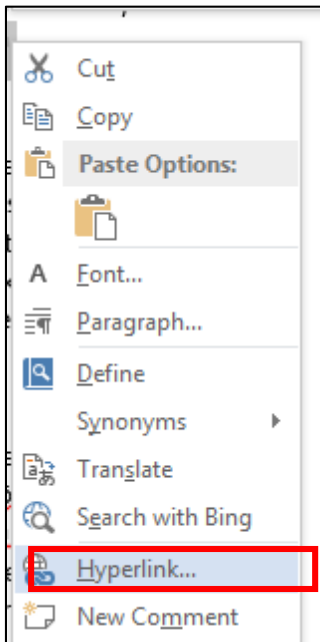 Cut
Copy
Paste Options:
A Font...
Paragraph...
Define
Synonyms
Translate
Search with Bing
Hyperlink...
New Comment